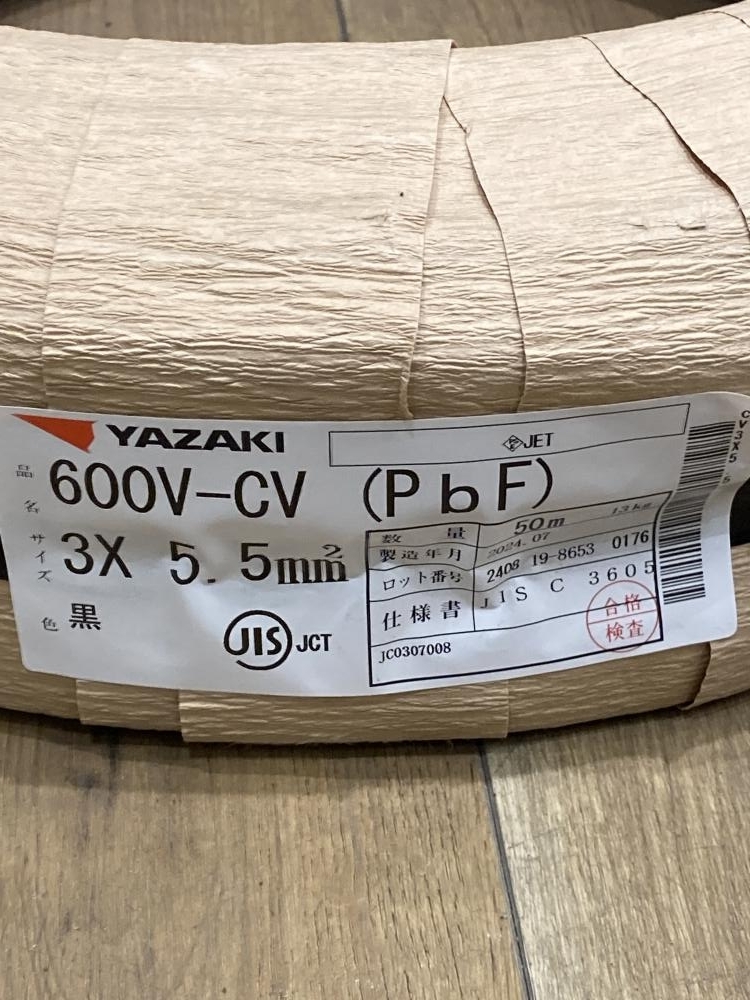 YAZAKI
PS E JET
品名 600V-CV (PbF)
サイズ 3X 5.5mm²
色 黒
JIS JCT
数量 50m 13kg
製造年月 2024.07
ロット番号 2408 19-8653 0176
仕様書 JIS C 3605
JC0307008
合格
検査
CV3X5